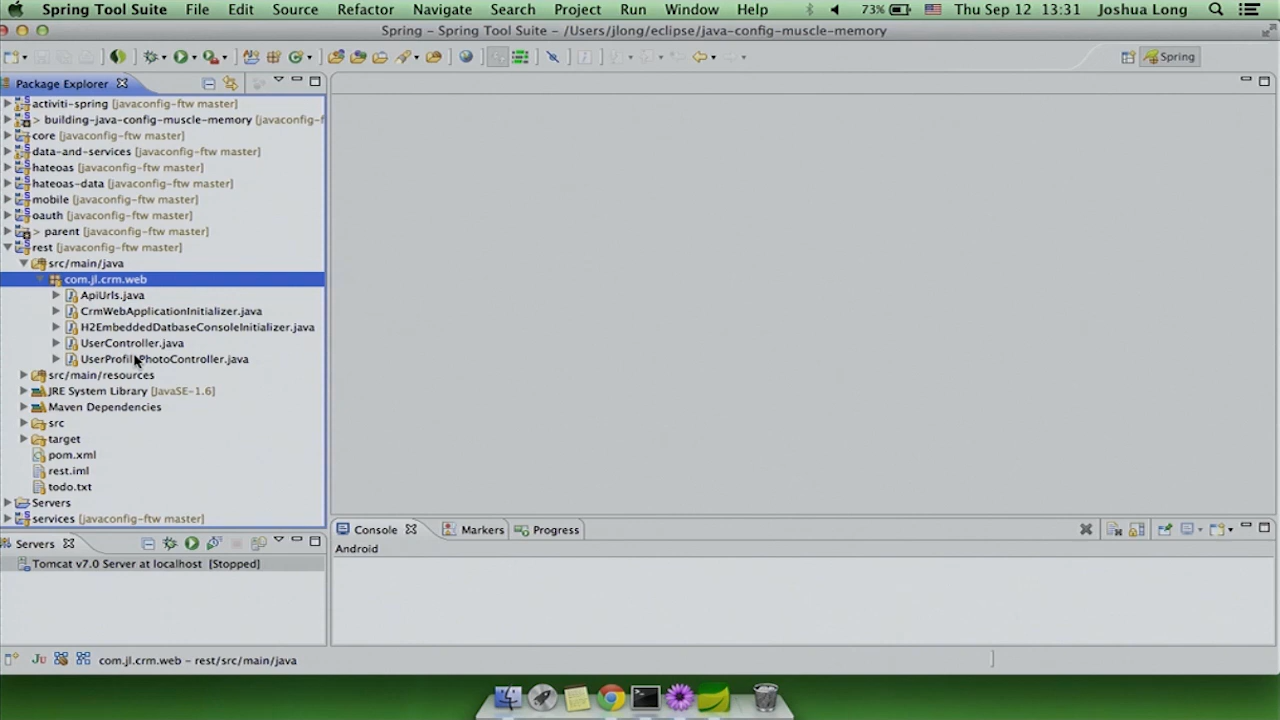 Spring Tool Suite File Edit Source Refactor Navigate Search Project Run Window Help 73% Thu Sep 12 13:31 Joshua Long
Spring – Spring Tool Suite – /Users/jlong/eclipse/java-config-muscle-memory
Spring
Package Explorer
activiti-spring [javaconfig-ftw master]
> building-java-config-muscle-memory [javaconfig-f
core [javaconfig-ftw master]
data-and-services [javaconfig-ftw master]
hateoas [javaconfig-ftw master]
hateoas-data [javaconfig-ftw master]
mobile [javaconfig-ftw master]
oauth [javaconfig-ftw master]
> parent [javaconfig-ftw master]
rest [javaconfig-ftw master]
src/main/java
com.jl.crm.web
ApiUrls.java
CrmWebApplicationInitializer.java
H2EmbeddedDatbaseConsoleInitializer.java
UserController.java
UserProfilePhotoController.java
src/main/resources
JRE System Library [JavaSE-1.6]
Maven Dependencies
src
target
pom.xml
rest.iml
todo.txt
Servers
services [javaconfig-ftw master]
Servers
Tomcat v7.0 Server at localhost [Stopped]
Console Markers Progress
Android
Ju com.jl.crm.web – rest/src/main/java